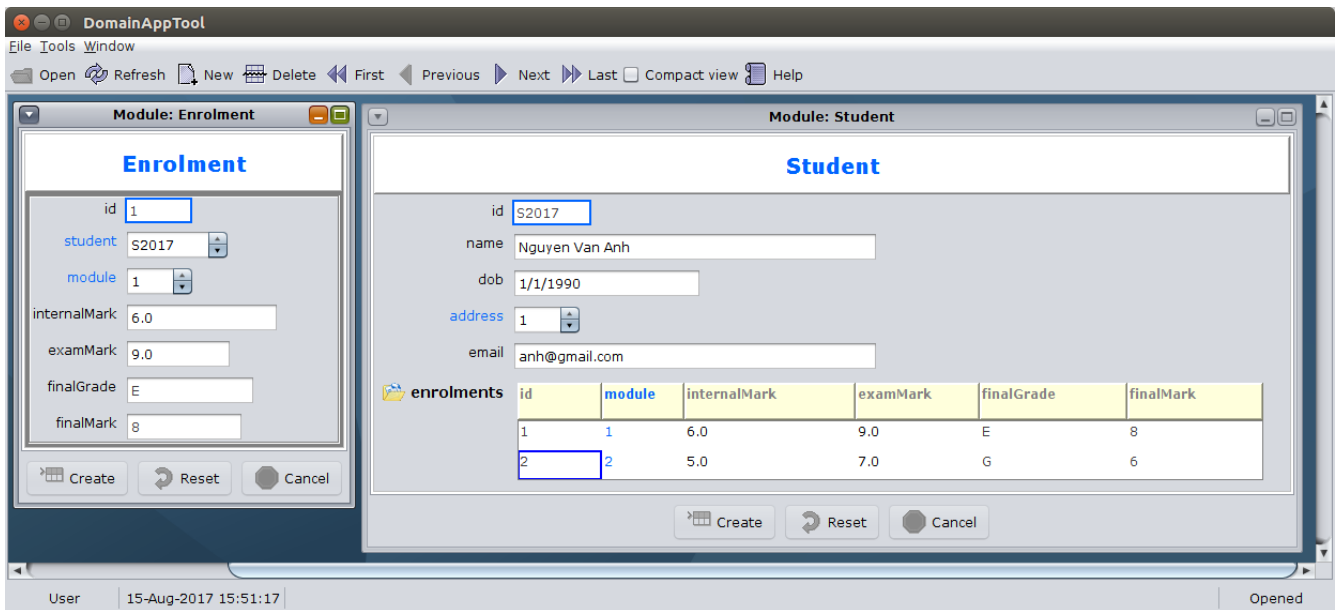 DomainAppTool
File Tools Window
Open Refresh New Delete First Previous Next Last Compact view Help
Module: Enrolment
Enrolment
id 1
student S2017
module 1
internalMark 6.0
examMark 9.0
finalGrade E
finalMark 8
Create Reset Cancel
Module: Student
Student
id S2017
name Nguyen Van Anh
dob 1/1/1990
address 1
email anh@gmail.com
enrolments id module internalMark examMark finalGrade finalMark
1 1 6.0 9.0 E 8
2 2 5.0 7.0 G 6
Create Reset Cancel
User 15-Aug-2017 15:51:17 Opened